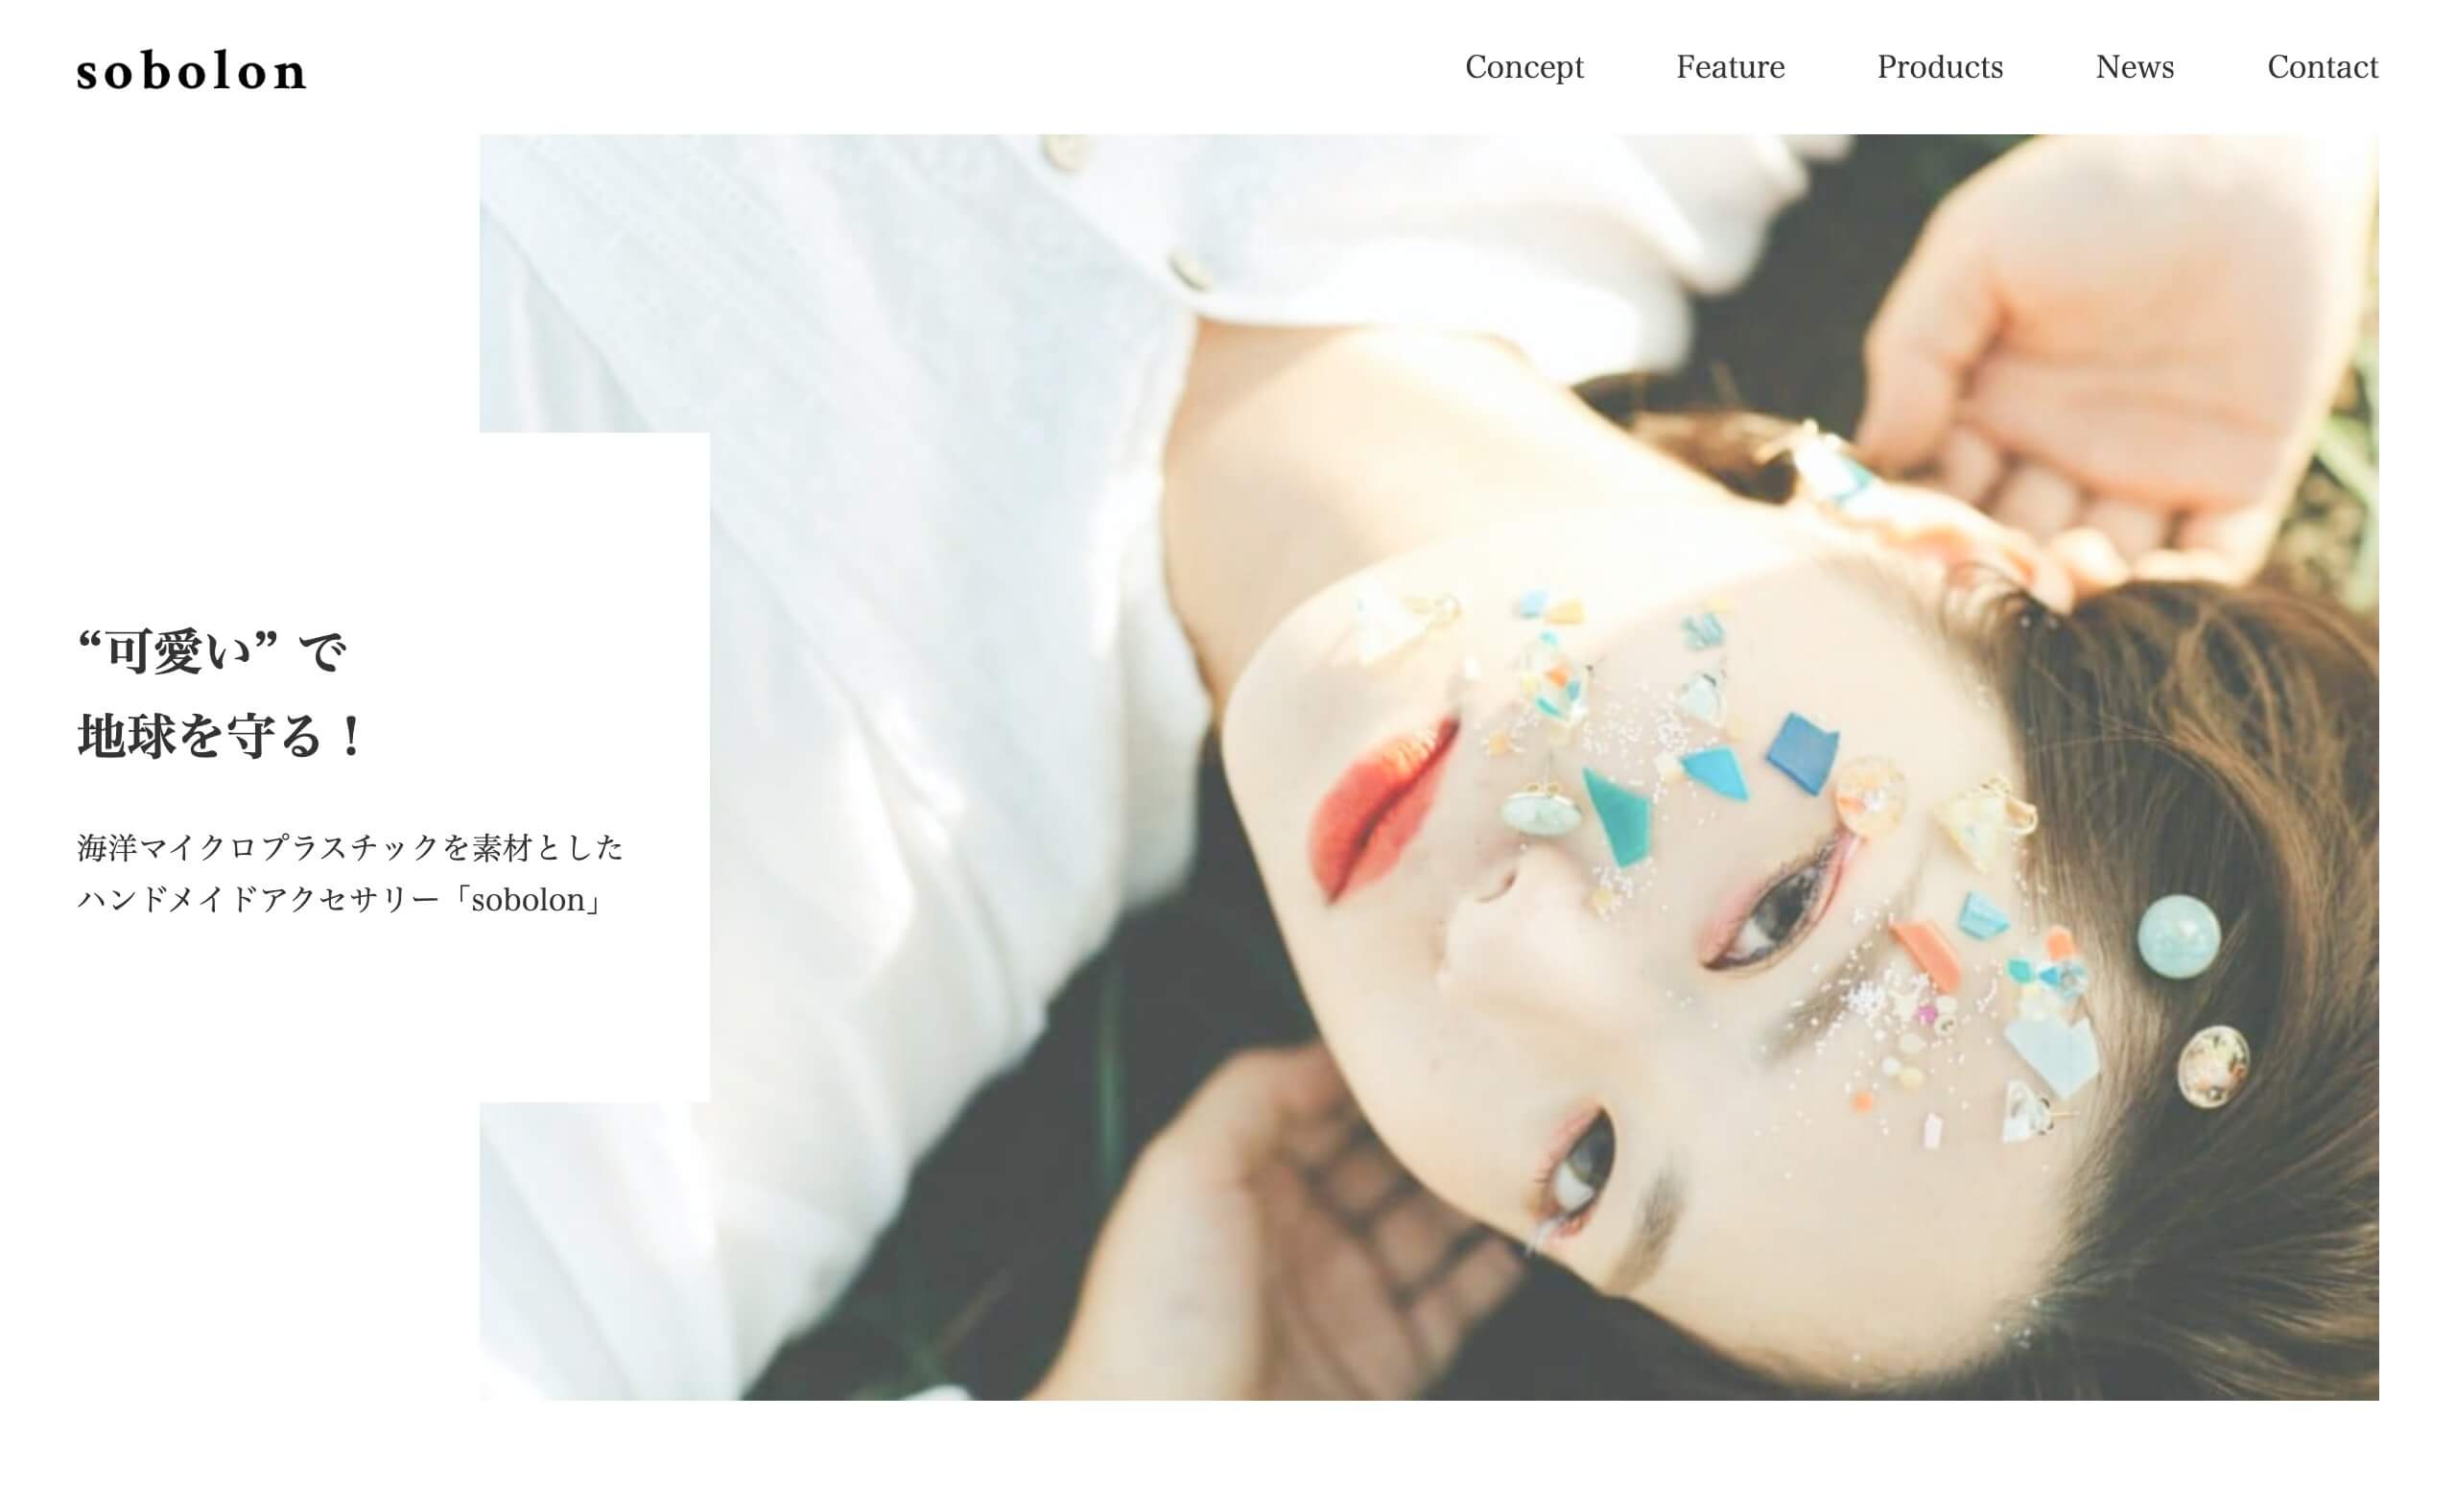 sobolon
Concept
Feature
Products
News
Contact
“可愛い” で
地球を守る！
海洋マイクロプラスチックを素材とした
ハンドメイドアクセサリー「sobolon」